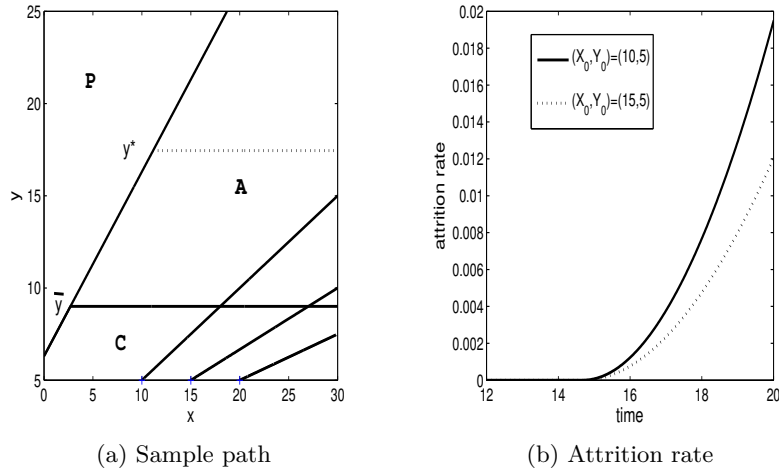 25
20
15
10
5
0 5 10 15 20 25 30
y
x
P
y*
A
y̅
C
(a) Sample path
0.02
0.018
0.016
0.014
0.012
0.01
0.008
0.006
0.004
0.002
0
12 14 16 18 20
attrition rate
time
(X₀,Y₀)=(10,5)
(X₀,Y₀)=(15,5)
(b) Attrition rate